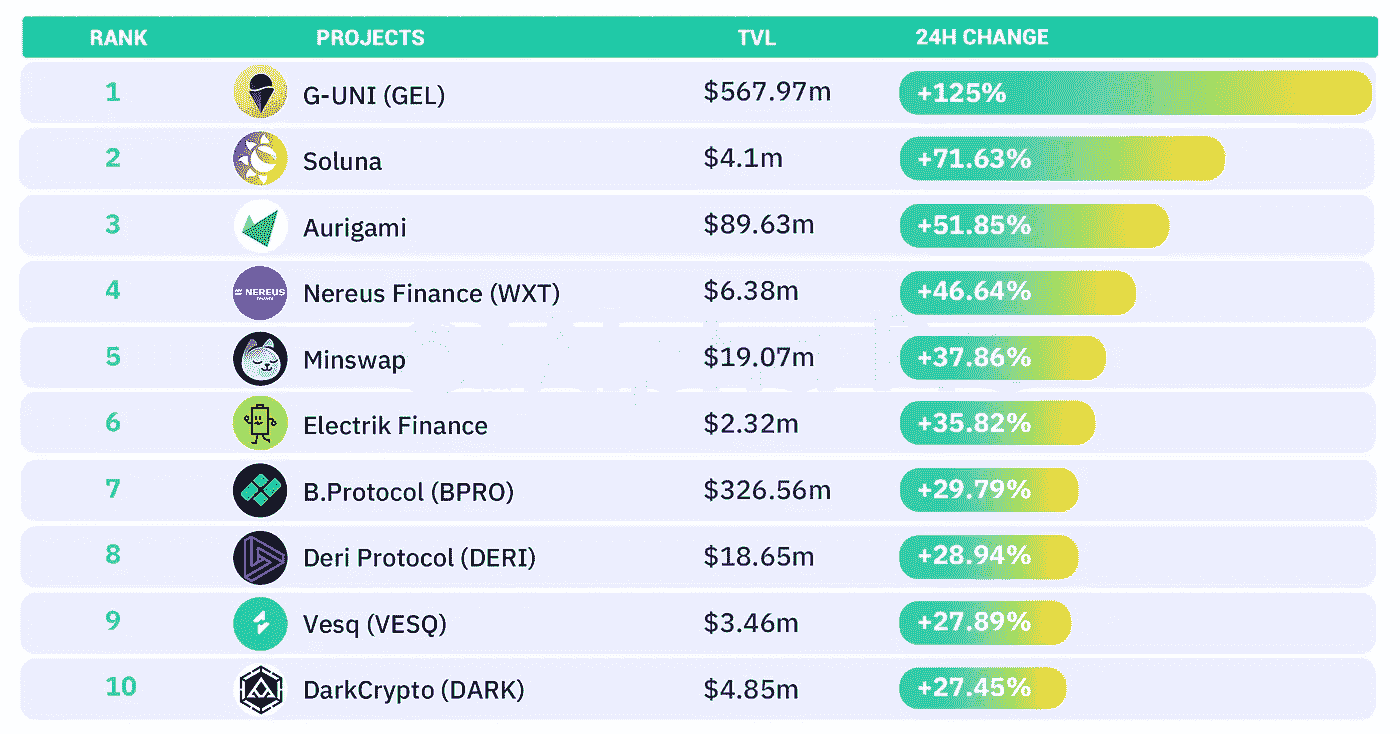 RANK PROJECTS TVL 24H CHANGE
1 G-UNI (GEL) $567.97m +125%
2 Soluna $4.1m +71.63%
3 Aurigami $89.63m +51.85%
4 NEREUS Nereus Finance (WXT) $6.38m +46.64%
5 Minswap $19.07m +37.86%
6 Electrik Finance $2.32m +35.82%
7 B.Protocol (BPRO) $326.56m +29.79%
8 Deri Protocol (DERI) $18.65m +28.94%
9 Vesq (VESQ) $3.46m +27.89%
10 DarkCrypto (DARK) $4.85m +27.45%